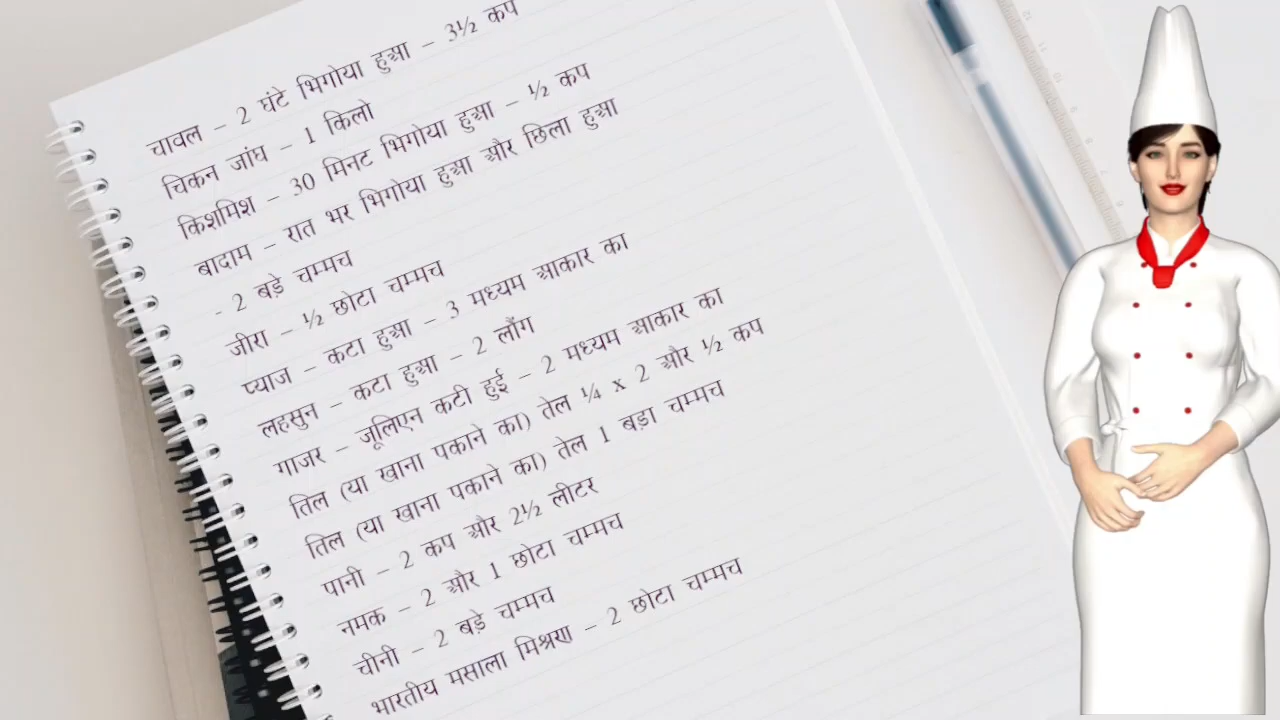 चावल – 2 घंटे भिगोया हुआ – 3½ कप
चिकन जांघ – 1 किलो
किशमिश – 30 मिनट भिगोया हुआ – ½ कप
बादाम – रात भर भिगोया हुआ और छिला हुआ
- 2 बड़े चम्मच
जीरा – ½ छोटा चम्मच
प्याज – कटा हुआ – 3 मध्यम आकार का
लहसुन – कटा हुआ – 2 लौंग
गाजर – जूलिएन कटी हुई – 2 मध्यम आकार का
तिल (या खाना पकाने का) तेल ¼ x 2 और ½ कप
तिल (या खाना पकाने का) तेल 1 बड़ा चम्मच
पानी – 2 कप और 2½ लीटर
नमक – 2 और 1 छोटा चम्मच
चीनी – 2 बड़े चम्मच
भारतीय मसाला मिश्रण – 2 छोटा चम्मच